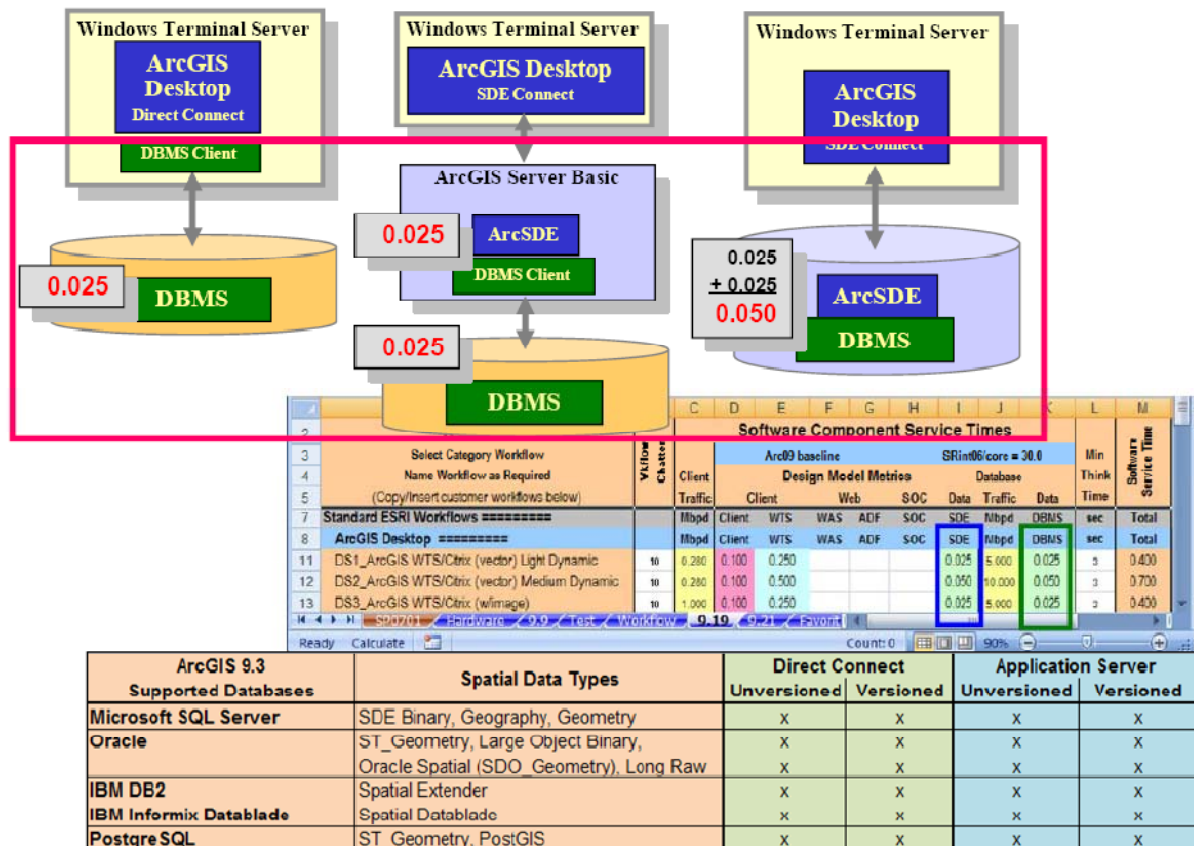 Windows Terminal Server
ArcGIS
Desktop
Direct Connect
DBMS Client
0.025
DBMS
Windows Terminal Server
ArcGIS Desktop
SDE Connect
ArcGIS Server Basic
0.025
ArcSDE
DBMS Client
0.025
DBMS
Windows Terminal Server
ArcGIS
Desktop
SDE Connect
0.025
+ 0.025
0.050
ArcSDE
DBMS
C D E F G H I J K L M
2 Software Component Service Times
3 Select Category Workflow Arc09 baseline SRint06/core = 30.0 Min
4 Name Workflow as Required Client Design Model Metrics Database Think
5 (Copy/Insert customer workflows below) Traffic Client Web SOC Data Traffic Data Time
Chatter
Software
Service Time
7 Standard ESRI Workflows ========= Mbpd Client WTS WAS ADF SOC SDE Mbpd DBMS sec Total
8 ArcGIS Desktop ========= Mbpd Client WTS WAS ADF SOC SDE Mbpd DBMS sec Total
11 DS1_ArcGIS WTS/Citrix (vector) Light Dynamic 10 0.280 0.100 0.250 0.025 5.000 0.025 3 0.400
12 DS2_ArcGIS WTS/Citrix (vector) Medium Dynamic 10 0.280 0.100 0.500 0.050 10.000 0.050 3 0.700
13 DS3_ArcGIS WTS/Citrix (w/image) 10 1.000 0.100 0.250 0.025 5.000 0.025 3 0.400
Hardware 9.9 Test Workflow 9.19 9.21 Favorit
Ready Calculate Count: 0 90%
ArcGIS 9.3 Spatial Data Types Direct Connect Application Server
Supported Databases Unversioned Versioned Unversioned Versioned
Microsoft SQL Server SDE Binary, Geography, Geometry x x x x
Oracle ST_Geometry, Large Object Binary, x x x x
Oracle Spatial (SDO_Geometry), Long Raw x x x x
IBM DB2 Spatial Extender x x x x
IBM Informix Datablade Spatial Datablade x x x x
Postgre SQL ST_Geometry, PostGIS x x x x